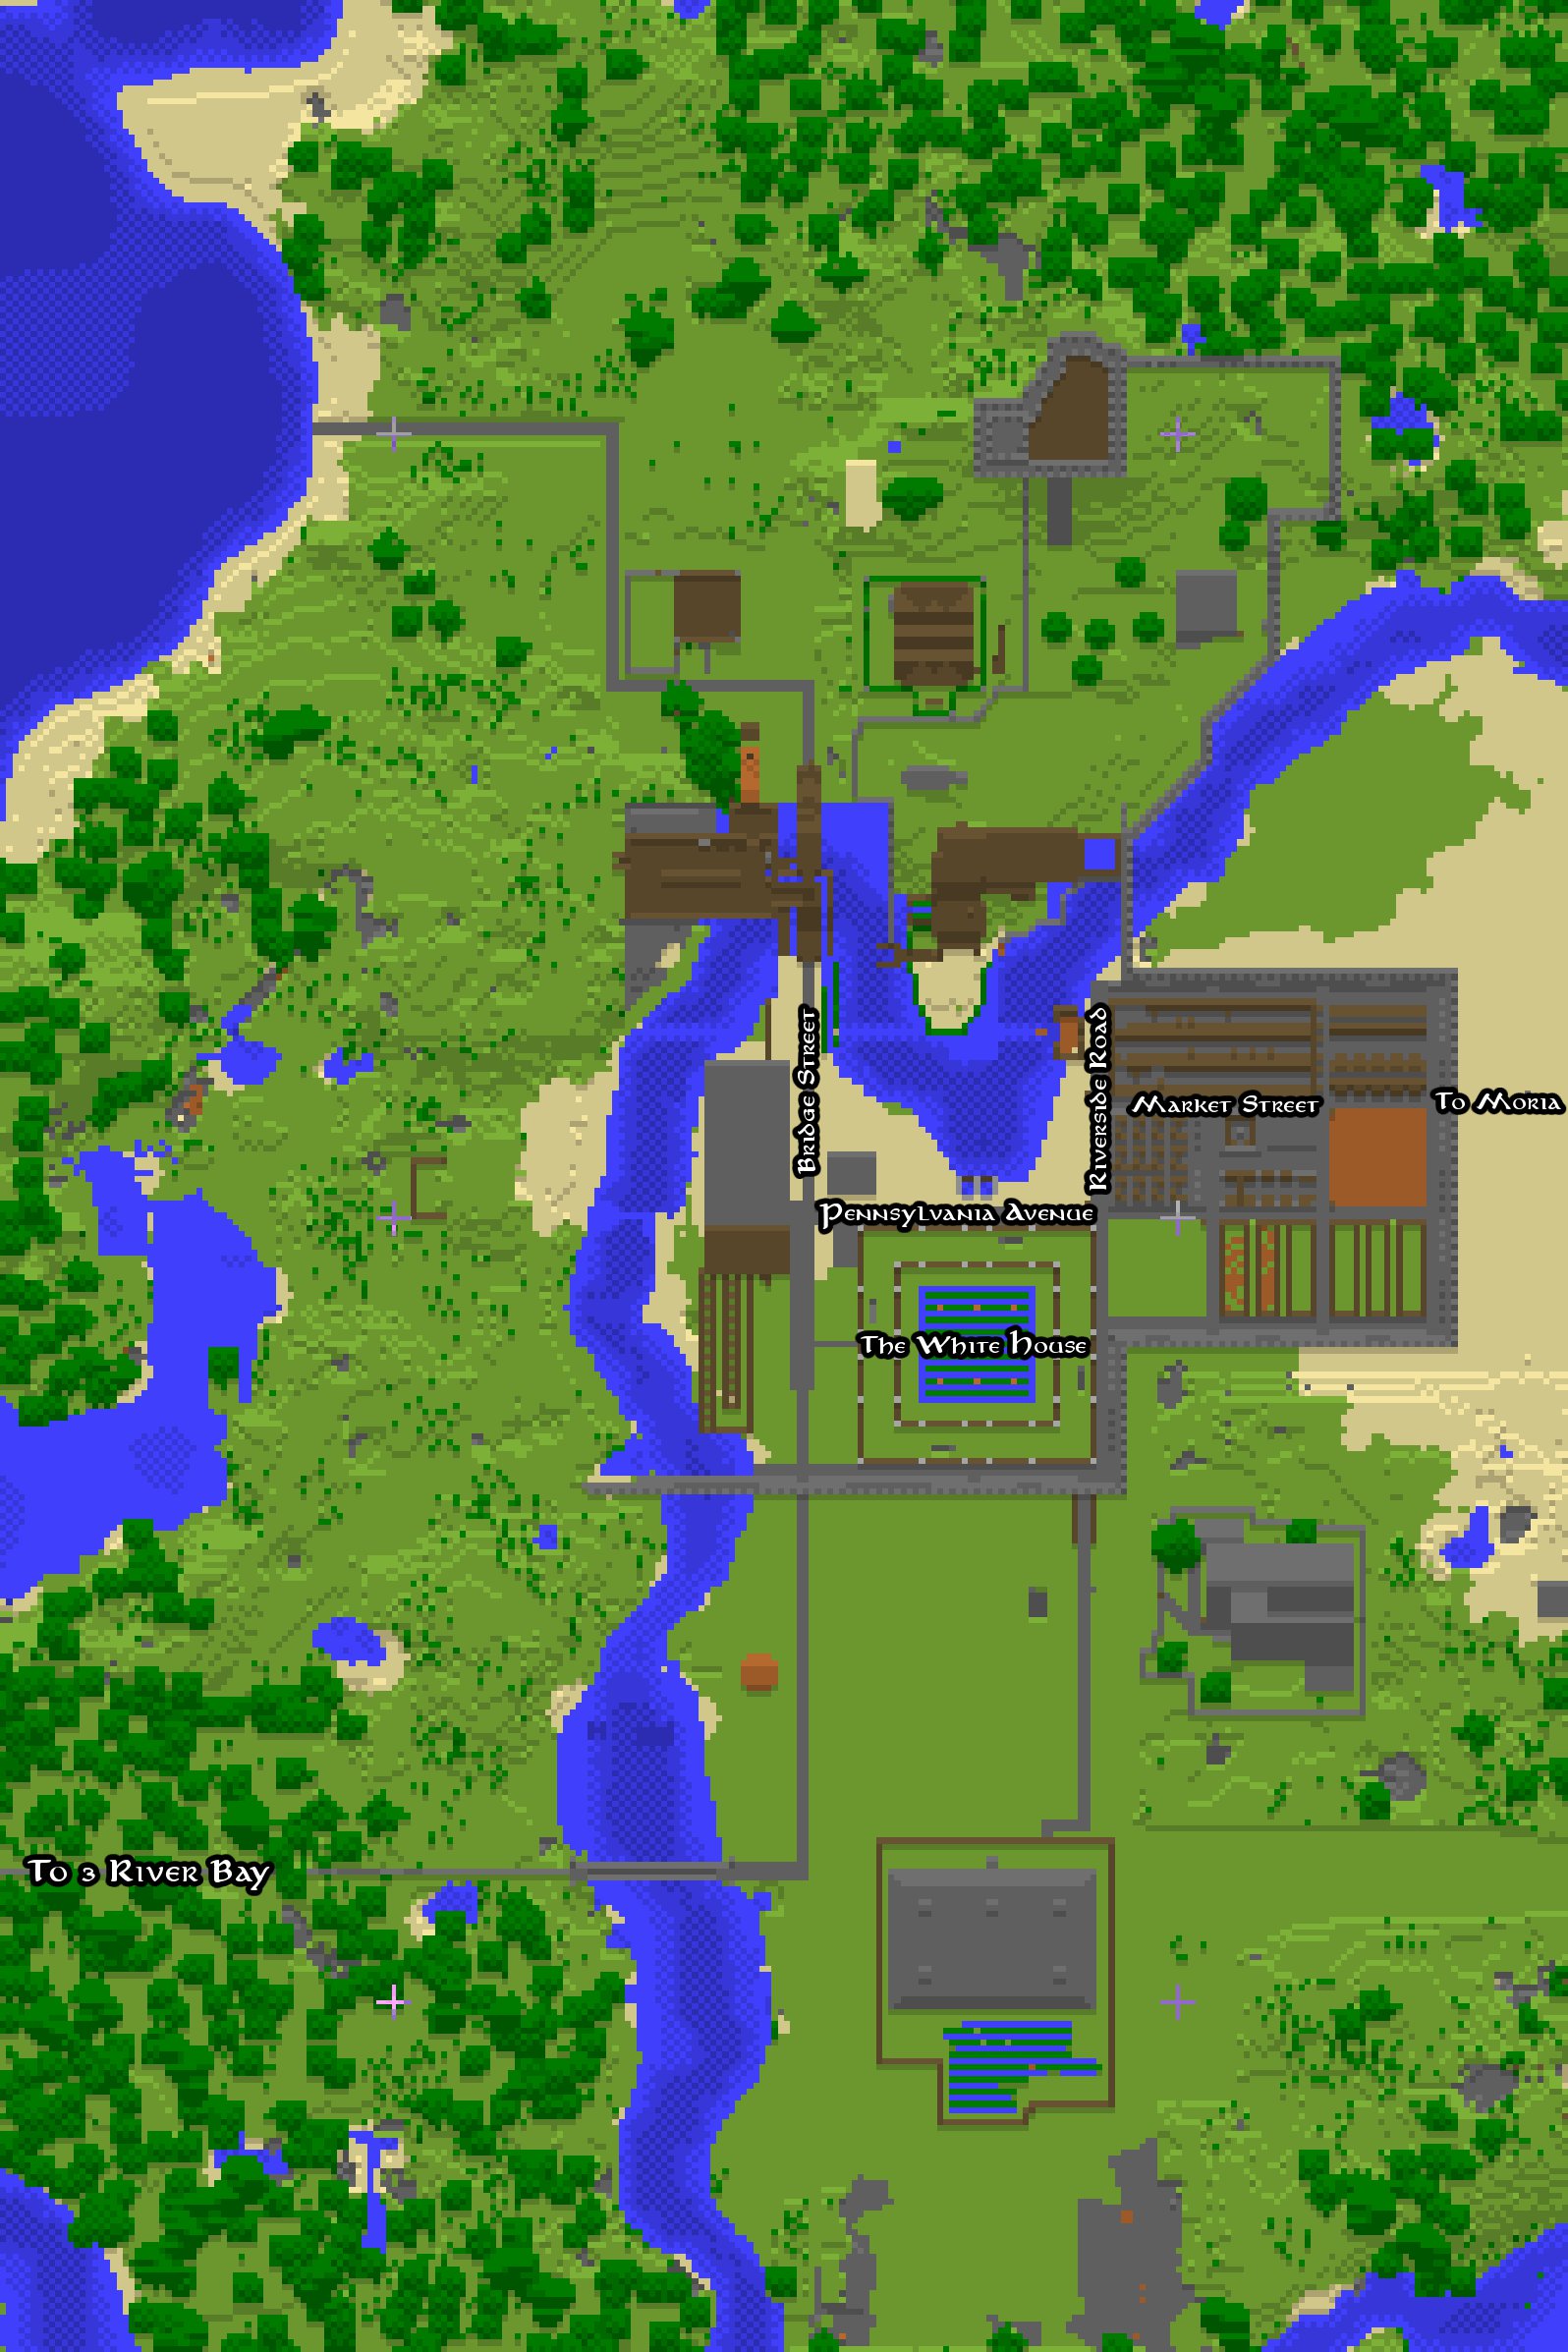 Bridge Street
Riverside Road
Market Street
To Moria
Pennsylvania Avenue
The White House
To 3 River Bay